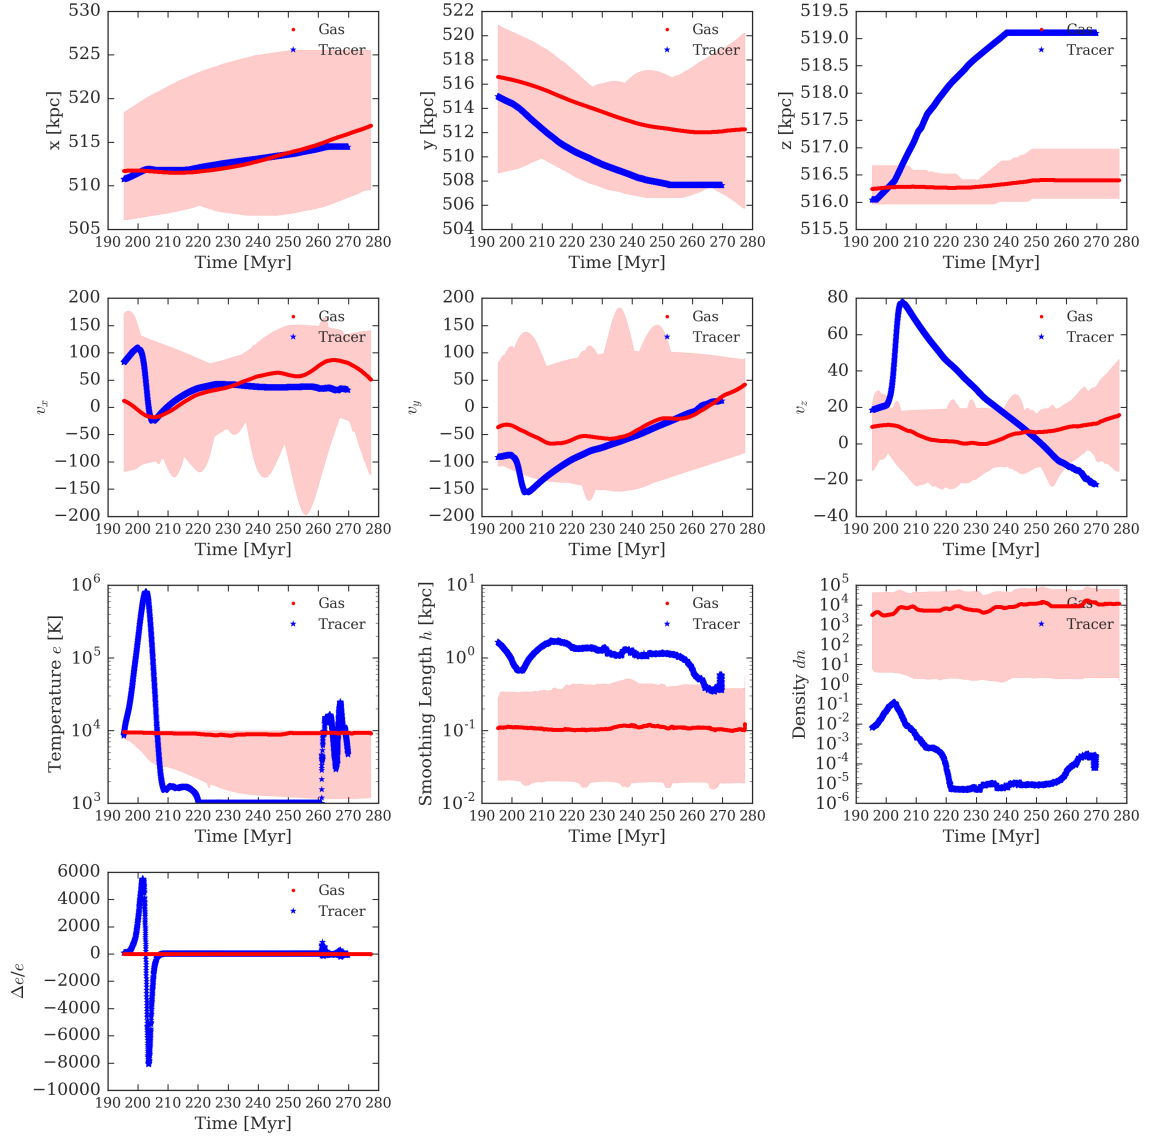 530
525
520
515
510
505
x [kpc]
Gas
Tracer
190 200 210 220 230 240 250 260 270 280
Time [Myr]
522
520
518
516
514
512
510
508
506
504
y [kpc]
Gas
Tracer
190 200 210 220 230 240 250 260 270 280
Time [Myr]
519.5
519.0
518.5
518.0
517.5
517.0
516.5
516.0
515.5
z [kpc]
Gas
Tracer
190 200 210 220 230 240 250 260 270 280
Time [Myr]
200
150
100
50
0
−50
−100
−150
−200
v_x
Gas
Tracer
190 200 210 220 230 240 250 260 270 280
Time [Myr]
200
150
100
50
0
−50
−100
−150
−200
v_y
Gas
Tracer
190 200 210 220 230 240 250 260 270 280
Time [Myr]
80
60
40
20
0
−20
−40
v_z
Gas
Tracer
190 200 210 220 230 240 250 260 270 280
Time [Myr]
10^6
10^5
10^4
10^3
Temperature e [K]
Gas
Tracer
190 200 210 220 230 240 250 260 270 280
Time [Myr]
10^1
10^0
10^-1
10^-2
Smoothing Length h [kpc]
Gas
Tracer
190 200 210 220 230 240 250 260 270 280
Time [Myr]
10^5
10^4
10^3
10^2
10^1
10^0
10^-1
10^-2
10^-3
10^-4
10^-5
10^-6
Density dn
Gas
Tracer
190 200 210 220 230 240 250 260 270 280
Time [Myr]
6000
4000
2000
0
−2000
−4000
−6000
−8000
−10000
Δe/e
Gas
Tracer
190 200 210 220 230 240 250 260 270 280
Time [Myr]